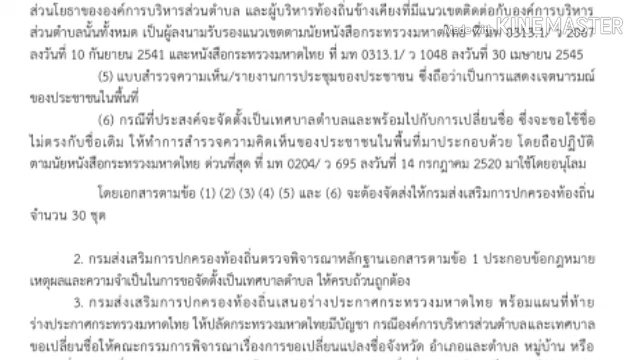 ส่วนโยธาขององค์การบริหารส่วนตำบล และผู้บริหารท้องถิ่นข้างเคียงที่มีแนวเขตติดต่อกับองค์การบริหาร
KINEMASTER
ส่วนตำบลนั้นทั้งหมด เป็นผู้ลงนามรับรองแนวเขตตามนัยหนังสือกระทรวงมหาดไทย ที่ มท 0313.1/ ว 2067
ลงวันที่ 10 กันยายน 2541 และหนังสือกระทรวงมหาดไทย ที่ มท 0313.1/ ว 1048 ลงวันที่ 30 เมษายน 2545
(5) แบบสำรวจความเห็น/รายงานการประชุมของประชาชน ซึ่งถือว่าเป็นการแสดงเจตนารมณ์
ของประชาชนในพื้นที่
(6) กรณีที่ประสงค์จะจัดตั้งเป็นเทศบาลตำบลและพร้อมไปกับการเปลี่ยนชื่อ ซึ่งจะขอใช้ชื่อ
ไม่ตรงกับชื่อเดิม ให้ทำการสำรวจความคิดเห็นของประชาชนในพื้นที่มาประกอบด้วย โดยถือปฏิบัติ
ตามนัยหนังสือกระทรวงมหาดไทย ด่วนที่สุด ที่ มท 0204/ ว 695 ลงวันที่ 14 กรกฎาคม 2520 มาใช้โดยอนุโลม
โดยเอกสารตามข้อ (1) (2) (3) (4) (5) และ (6) จะต้องจัดส่งให้กรมส่งเสริมการปกครองท้องถิ่น
จำนวน 30 ชุด
2. กรมส่งเสริมการปกครองท้องถิ่นตรวจพิจารณาหลักฐานเอกสารตามข้อ 1 ประกอบข้อกฎหมาย
เหตุผลและความจำเป็นในการขอจัดตั้งเป็นเทศบาลตำบล ให้ครบถ้วนถูกต้อง
3. กรมส่งเสริมการปกครองท้องถิ่นเสนอร่างประกาศกระทรวงมหาดไทย พร้อมแผนที่ท้าย
ร่างประกาศกระทรวงมหาดไทย ให้ปลัดกระทรวงมหาดไทยมีบัญชา กรณีองค์การบริหารส่วนตำบลและเทศบาล
ขอเปลี่ยนชื่อให้คณะกรรมการพิจารณาเรื่องการขอเปลี่ยนแปลงชื่อจังหวัด อำเภอและตำบล หมู่บ้าน หรือ